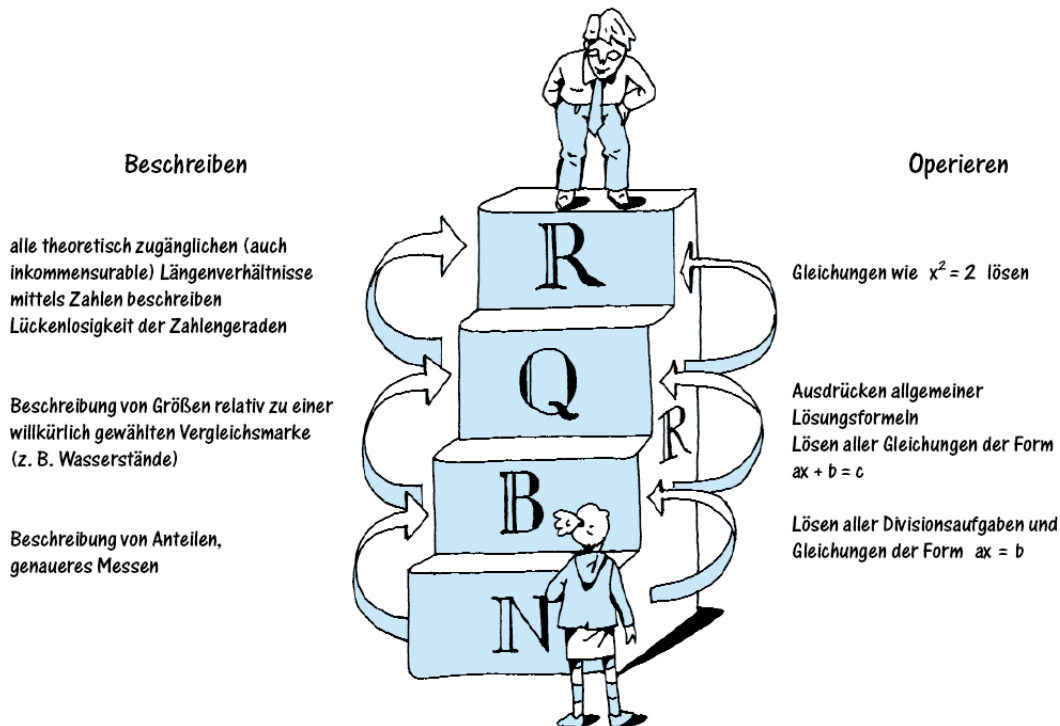 Beschreiben
alle theoretisch zugänglichen (auch
inkommensurable) Längenverhältnisse
mittels Zahlen beschreiben
Lückenlosigkeit der Zahlengeraden
Beschreibung von Größen relativ zu einer
willkürlich gewählten Vergleichsmarke
(z. B. Wasserstände)
Beschreibung von Anteilen,
genaueres Messen
ℝ
ℚ
𝔹
ℕ
ℝ
Operieren
Gleichungen wie x² = 2 lösen
Ausdrücken allgemeiner
Lösungsformeln
Lösen aller Gleichungen der Form
ax + b = c
Lösen aller Divisionsaufgaben und
Gleichungen der Form ax = b